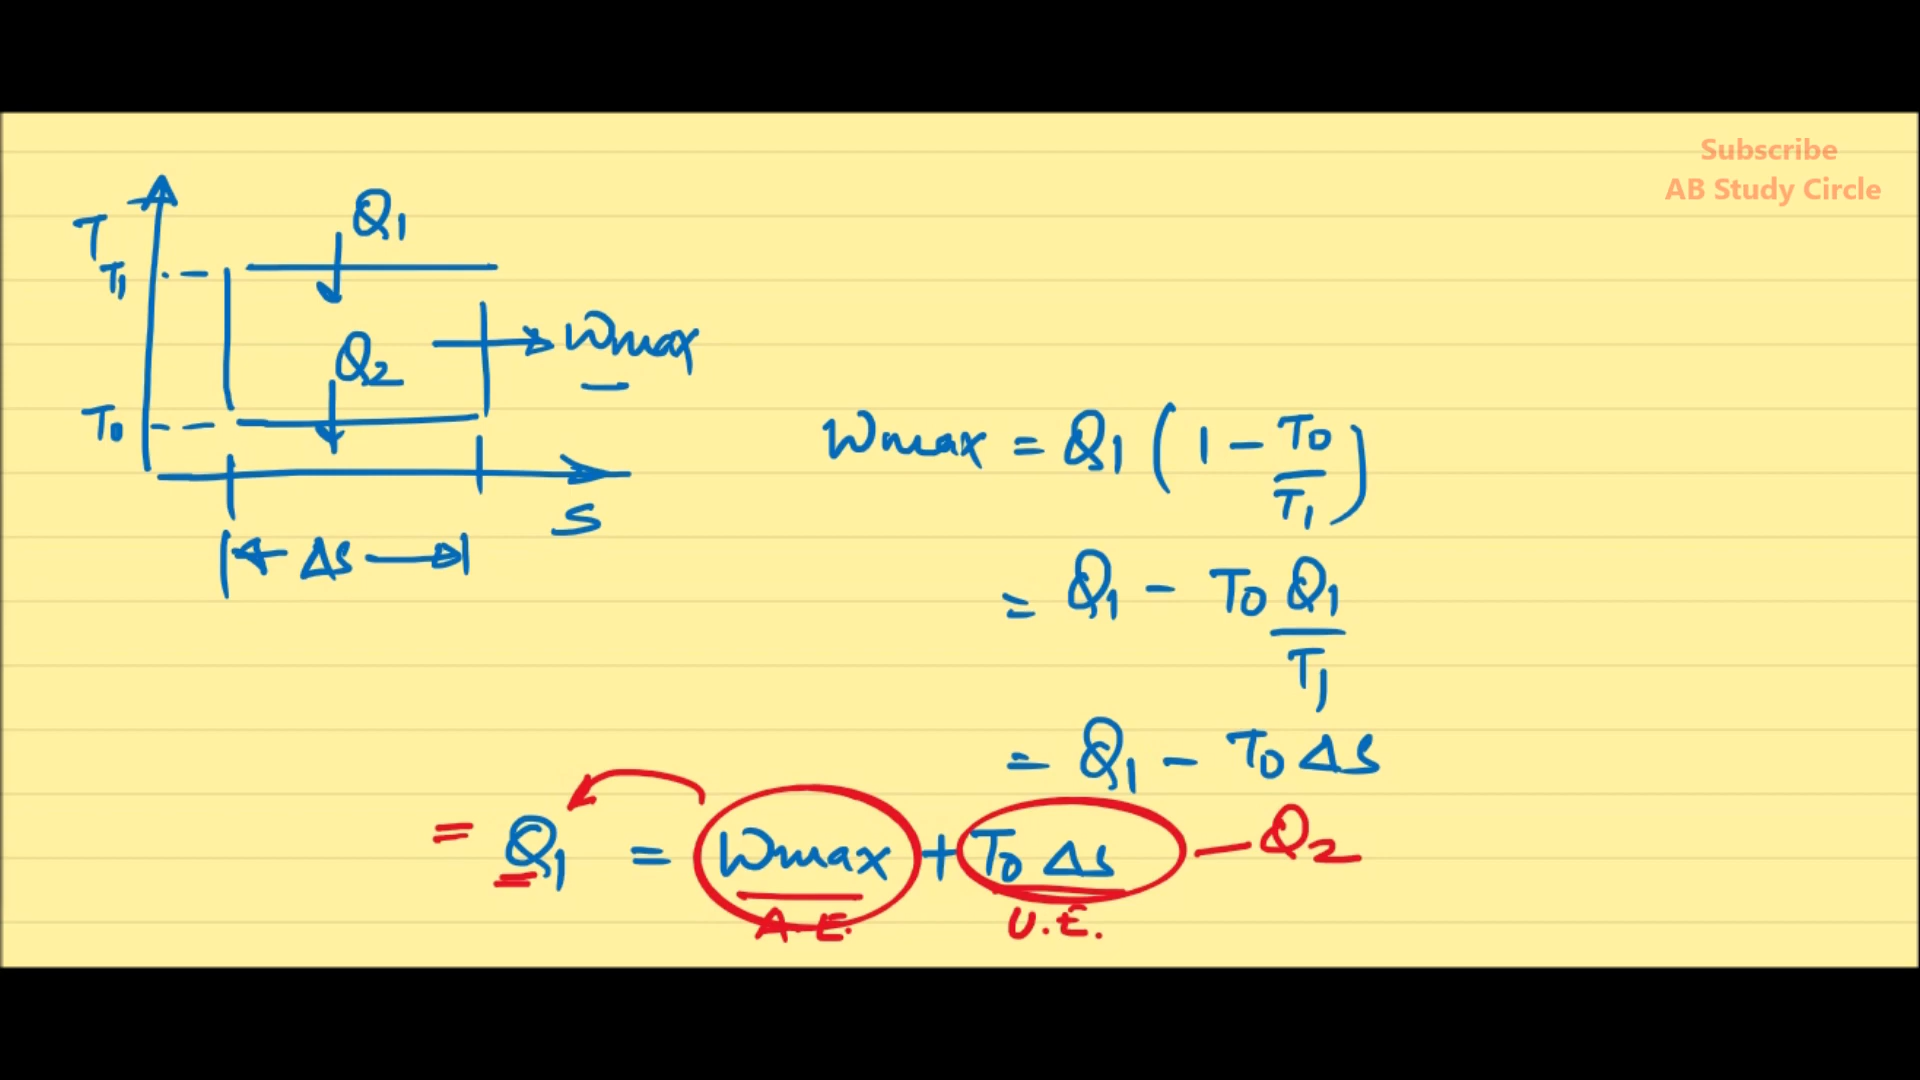 Subscribe
AB Study Circle
T
Q1
T1
Q2
Wmax
T0
S
Δs
Wmax = Q1 (1 - T0/T1)
= Q1 - T0 Q1/T1
= Q1 - T0 Δs
= Q1 = Wmax + T0 Δs - Q2
A.E. U.E.